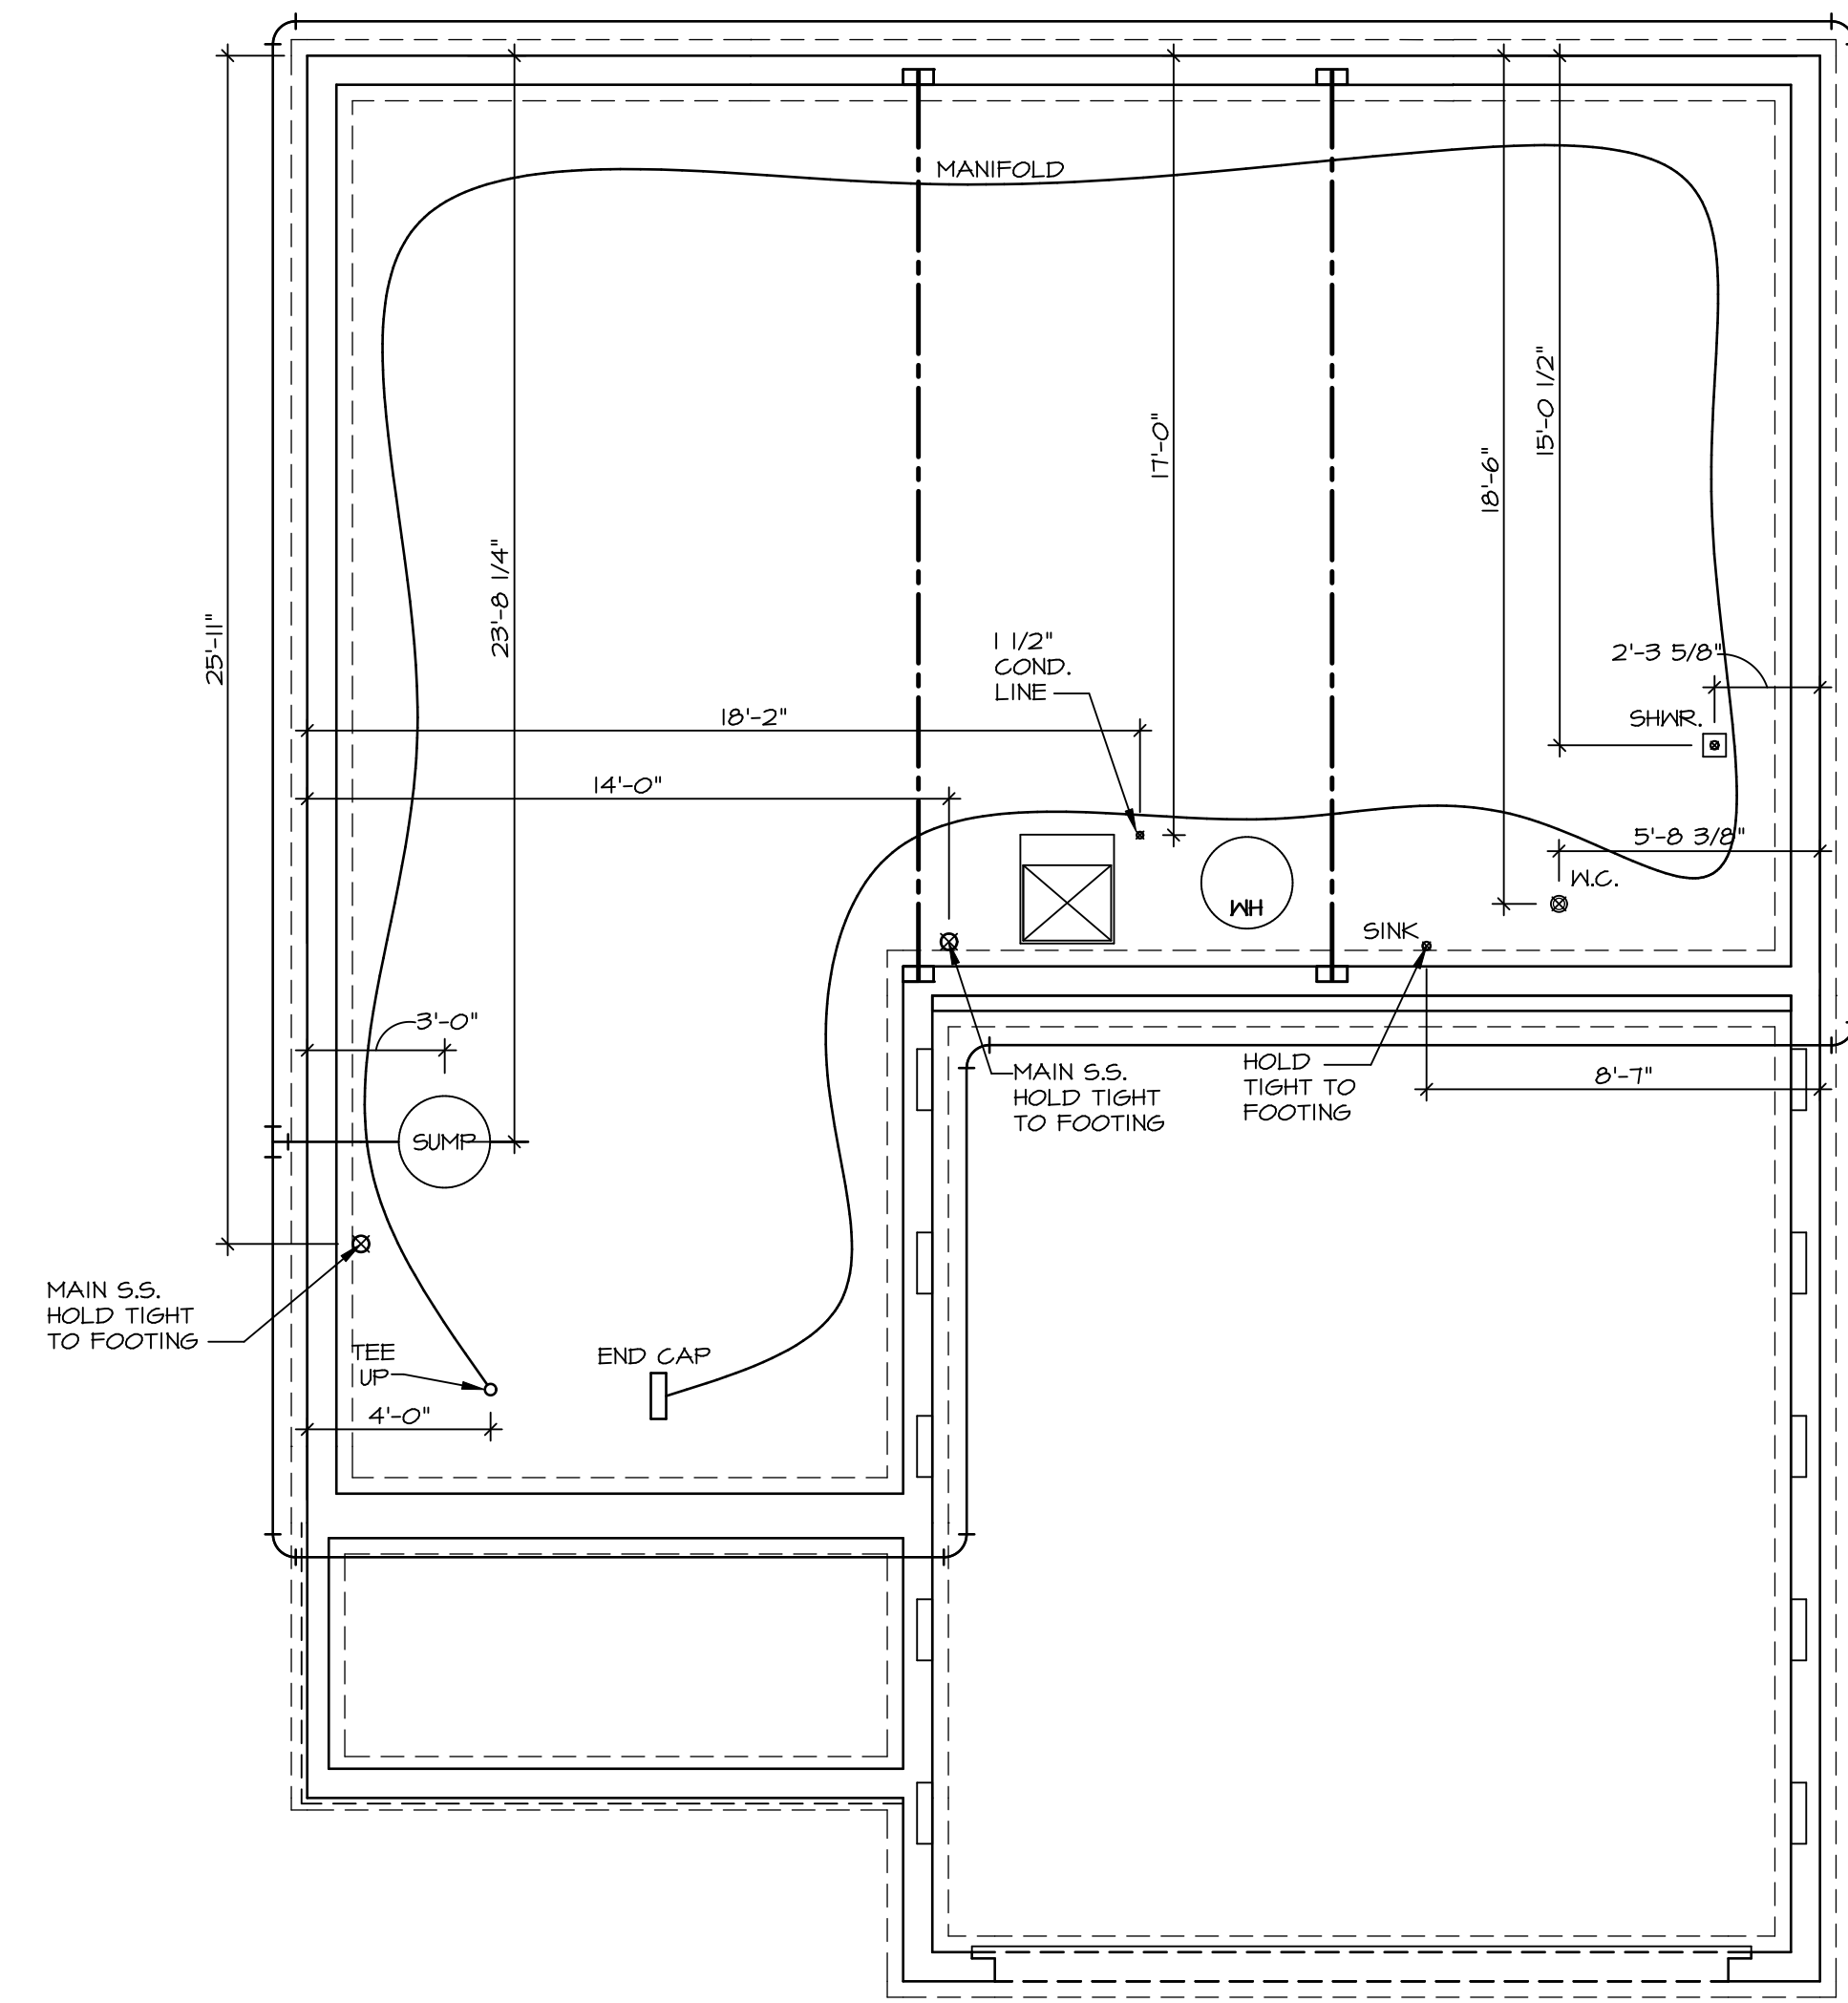 MANIFOLD
15'-0 1/2"
17'-0"
18'-6"
23'-8 1/4"
25'-11"
1 1/2"
COND.
LINE
2'-3 5/8"
SHWR.
18'-2"
14'-0"
5'-8 3/8"
W.C.
WH
SINK
3'-0"
MAIN S.S.
HOLD TIGHT
TO FOOTING
HOLD
TIGHT TO
FOOTING
8'-7"
SUMP
MAIN S.S.
HOLD TIGHT
TO FOOTING
TEE
UP
END CAP
4'-0"